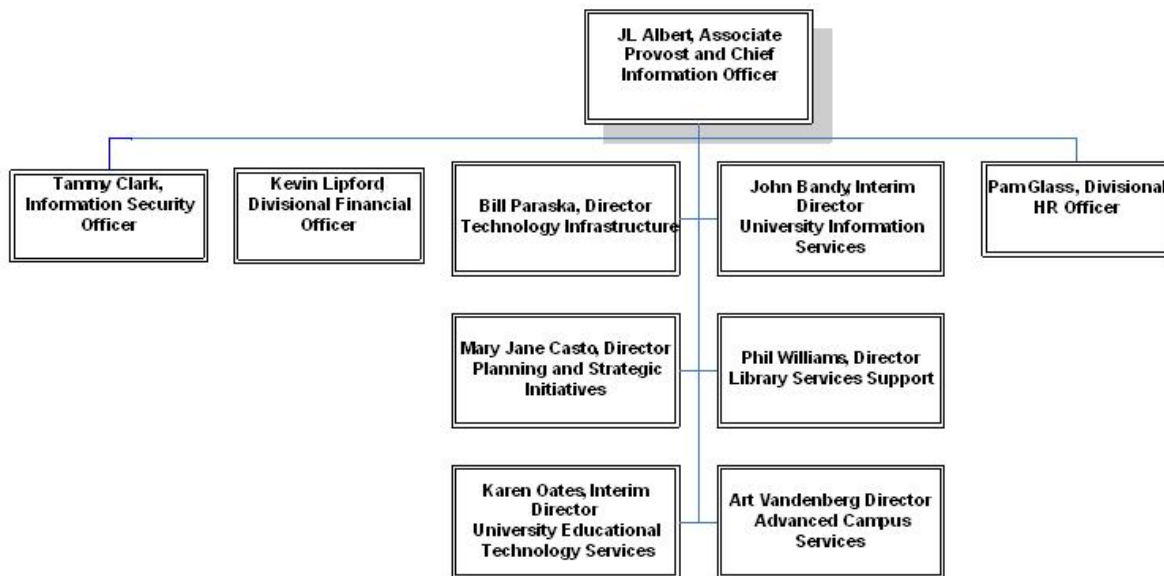 JL Albert, Associate
Provost and Chief
Information Officer
Tammy Clark,
Information Security
Officer
Kevin Lipford,
Divisional Financial
Officer
Bill Paraska, Director
Technology Infrastructure
John Bandy, Interim
Director
University Information
Services
Pam Glass, Divisional
HR Officer
Mary Jane Casto, Director
Planning and Strategic
Initiatives
Phil Williams, Director
Library Services Support
Karen Oates, Interim
Director
University Educational
Technology Services
Art Vandenberg Director
Advanced Campus
Services